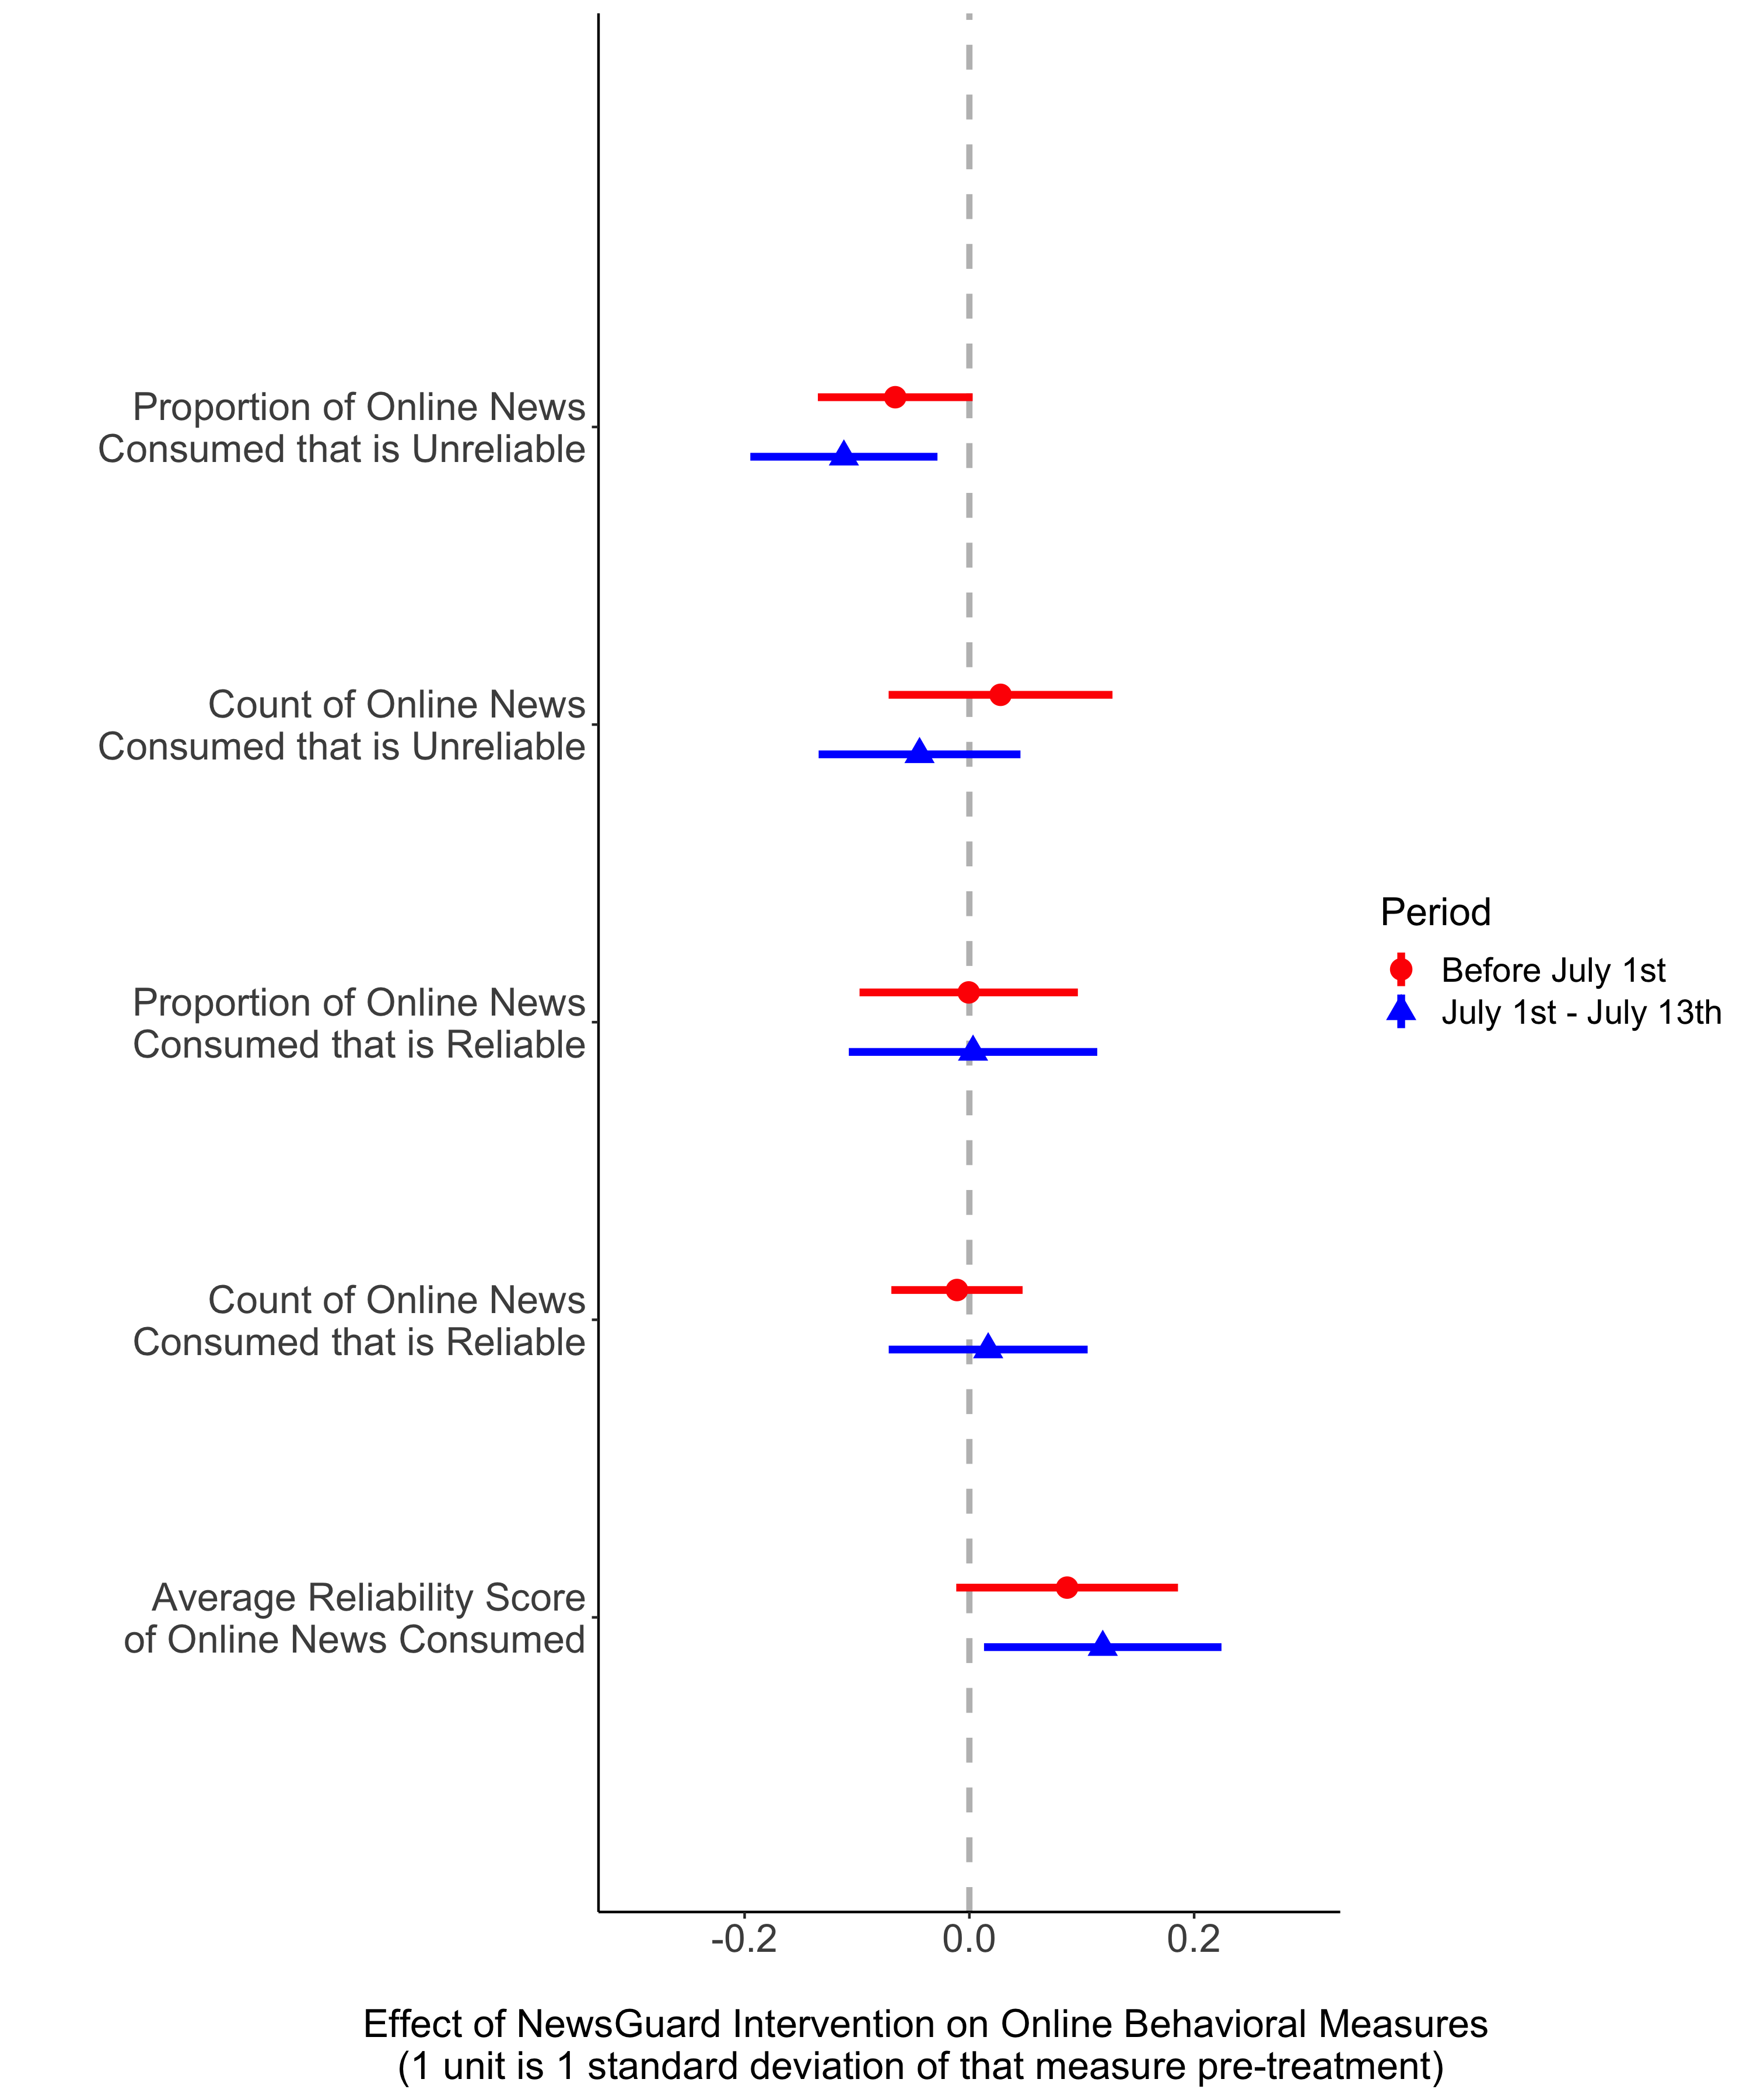 Proportion of Online News
Consumed that is Unreliable
Count of Online News
Consumed that is Unreliable
Proportion of Online News
Consumed that is Reliable
Count of Online News
Consumed that is Reliable
Average Reliability Score
of Online News Consumed
Period
Before July 1st
July 1st - July 13th
-0.2
0.0
0.2
Effect of NewsGuard Intervention on Online Behavioral Measures
(1 unit is 1 standard deviation of that measure pre-treatment)